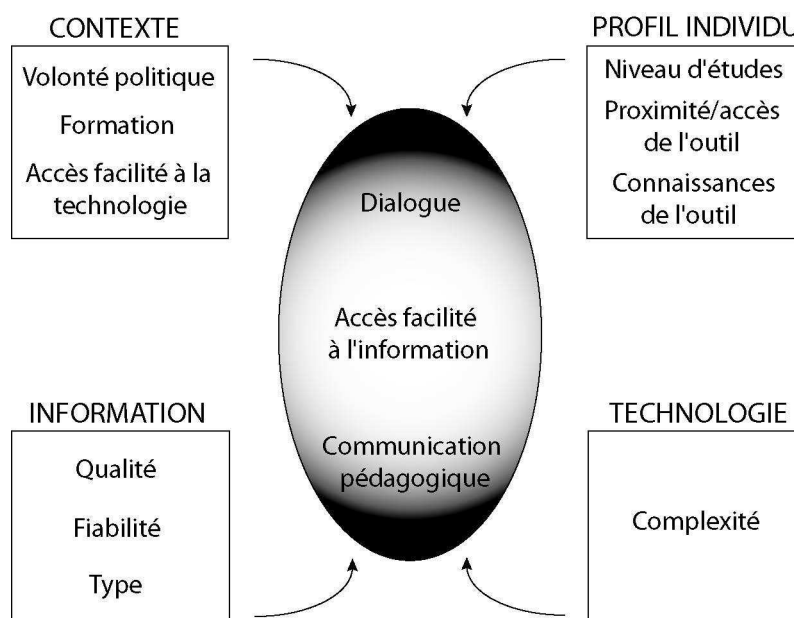 CONTEXTE
Volonté politique
Formation
Accès facilité à la
technologie
PROFIL INDIVIDU
Niveau d'études
Proximité/accès
de l'outil
Connaissances
de l'outil
Dialogue
Accès facilité
à l'information
Communication
pédagogique
INFORMATION
Qualité
Fiabilité
Type
TECHNOLOGIE
Complexité